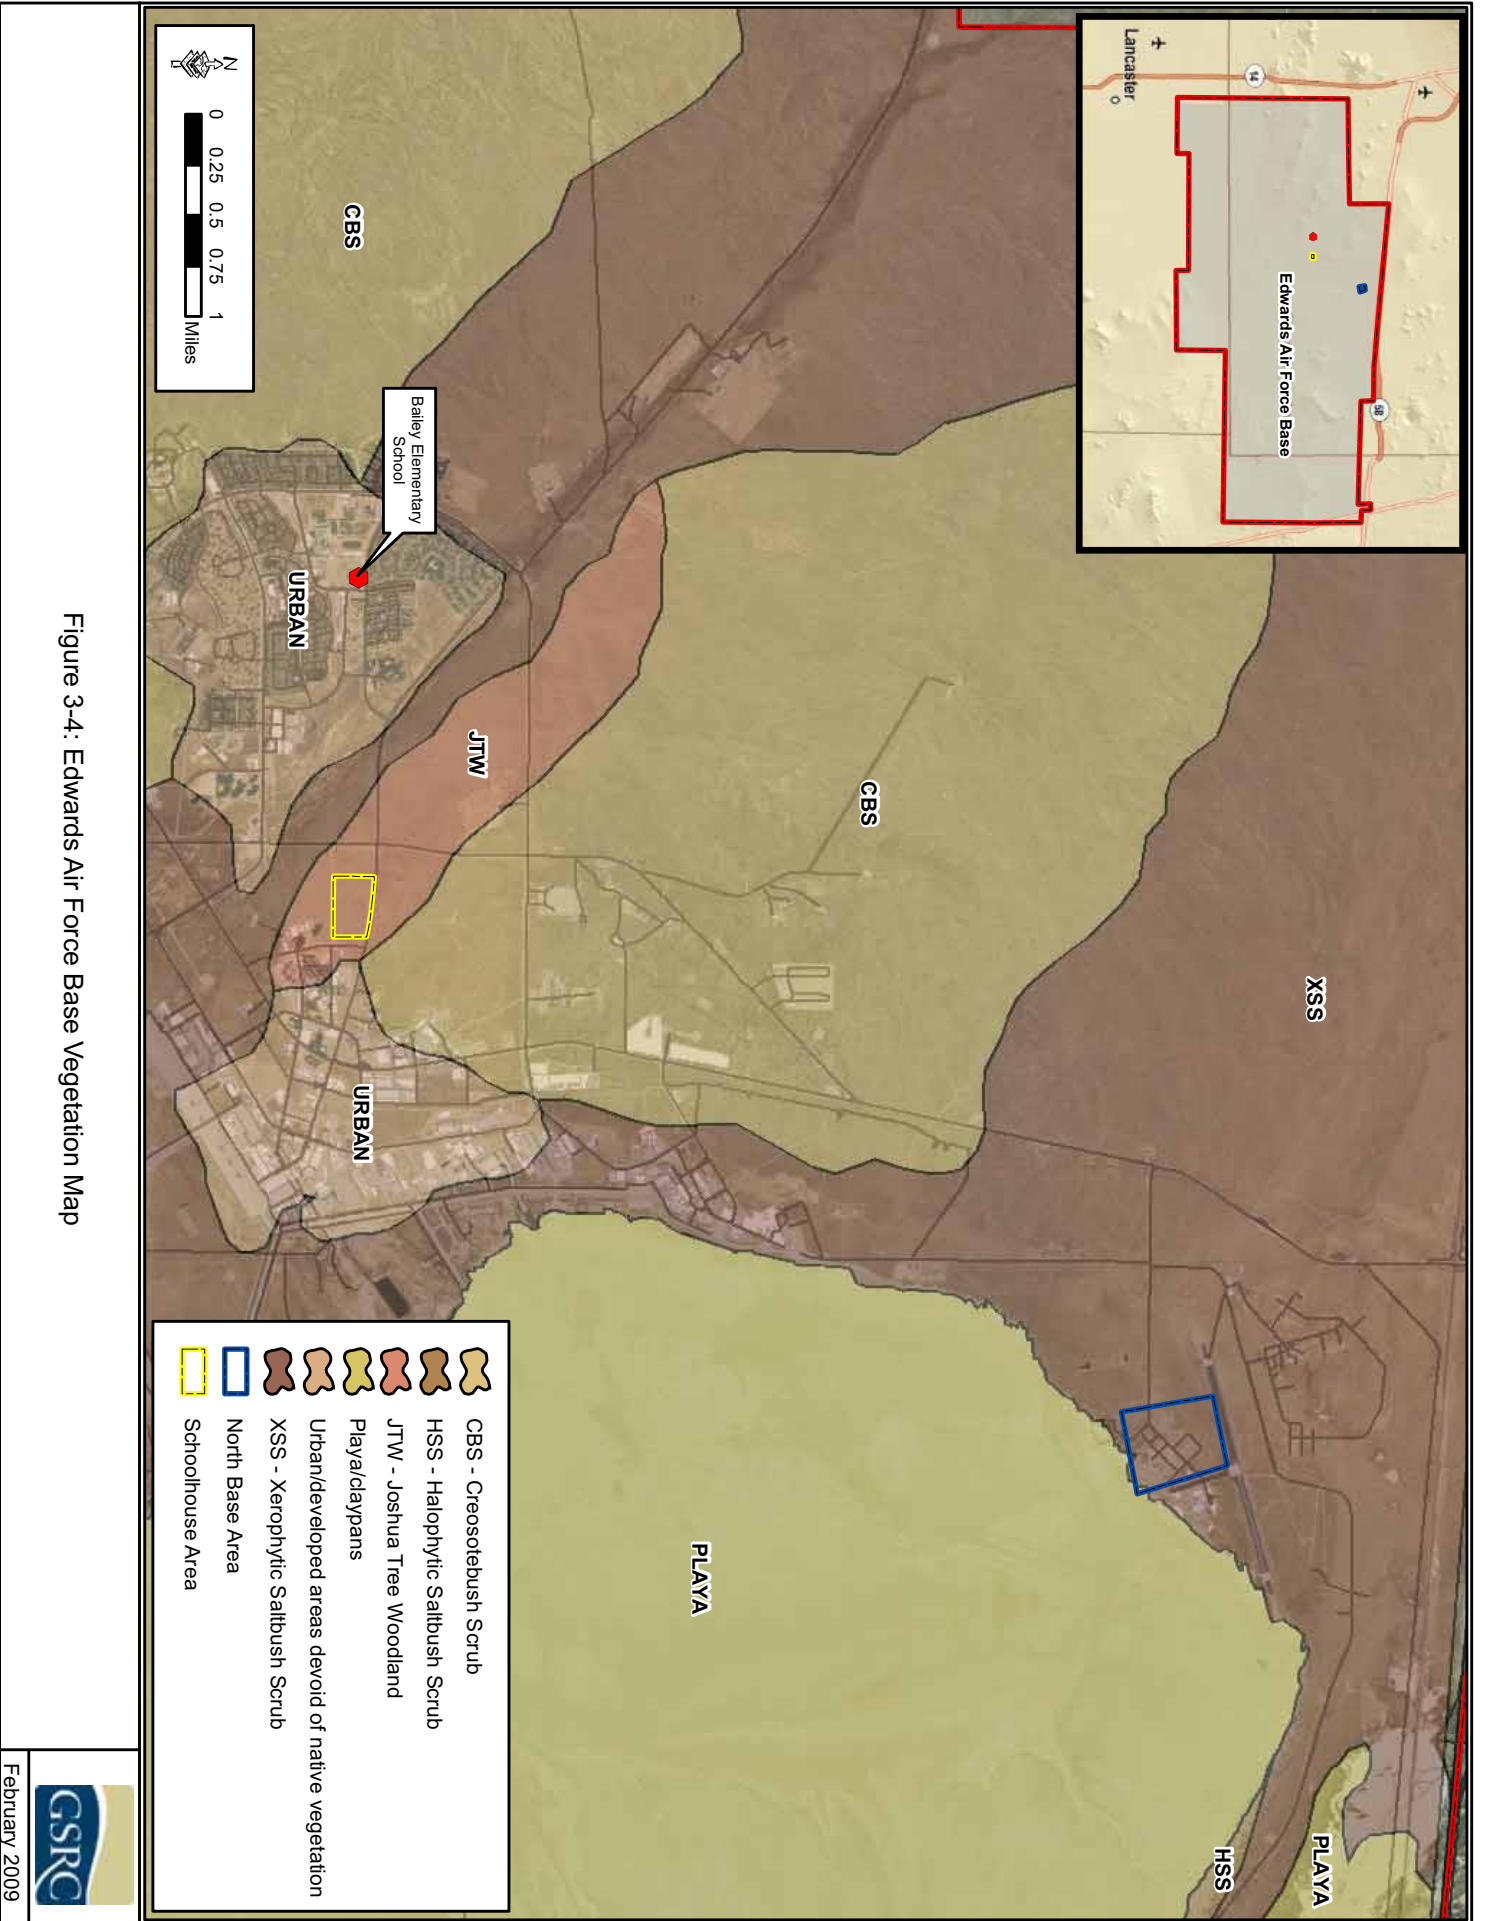 Lancaster
14
58
Edwards Air Force Base
XSS
PLAYA
HSS
CBS
PLAYA
JTW
CBS
Bailey Elementary
School
URBAN
URBAN
N
0 0.25 0.5 0.75 1
Miles
CBS - Creosotebush Scrub
HSS - Halophytic Saltbush Scrub
JTW - Joshua Tree Woodland
Playa/claypans
Urban/developed areas devoid of native vegetation
XSS - Xerophytic Saltbush Scrub
North Base Area
Schoolhouse Area
Figure 3-4: Edwards Air Force Base Vegetation Map
GSRC
February 2009